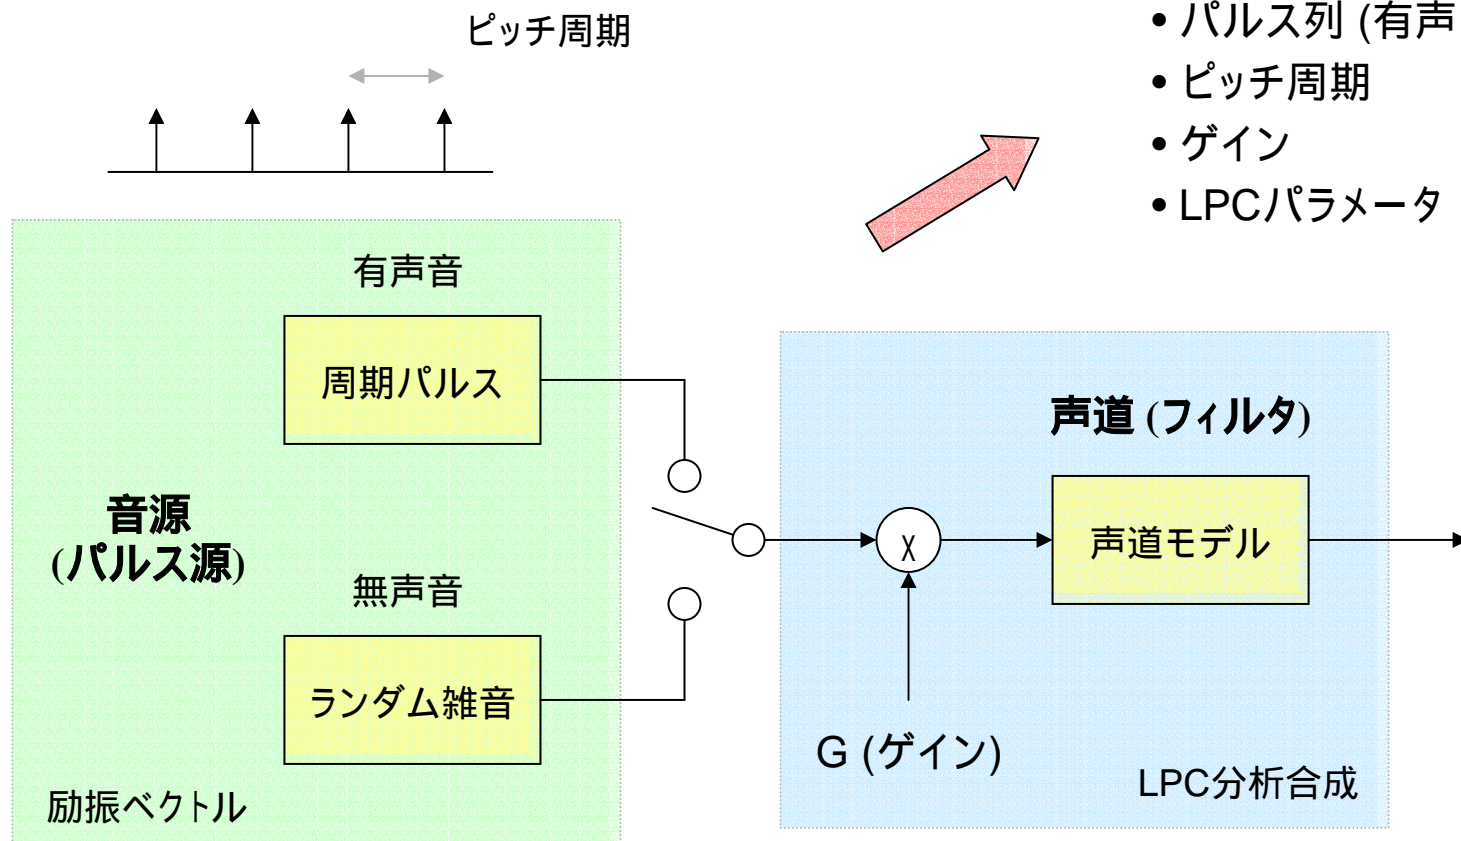 ピッチ周期
• パルス列 (有声
• ピッチ周期
• ゲイン
• LPCパラメータ
有声音
周期パルス
声道 (フィルタ)
音源
(パルス源)
声道モデル
x
無声音
ランダム雑音
G (ゲイン)
LPC分析合成
励振ベクトル